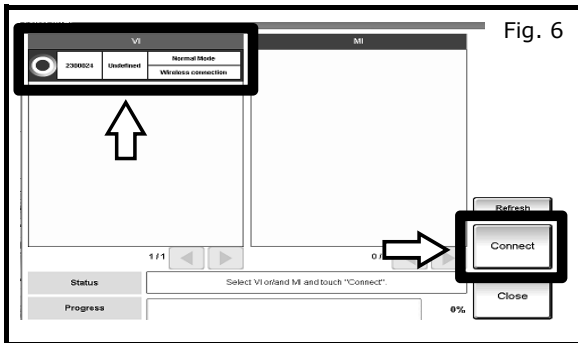 Fig. 6
VI
MI
2300024 Undefined Normal Mode
Wireless connection
Refresh
Connect
1/1
0/
Status
Select VI or/and MI and touch "Connect".
Close
Progress
0%